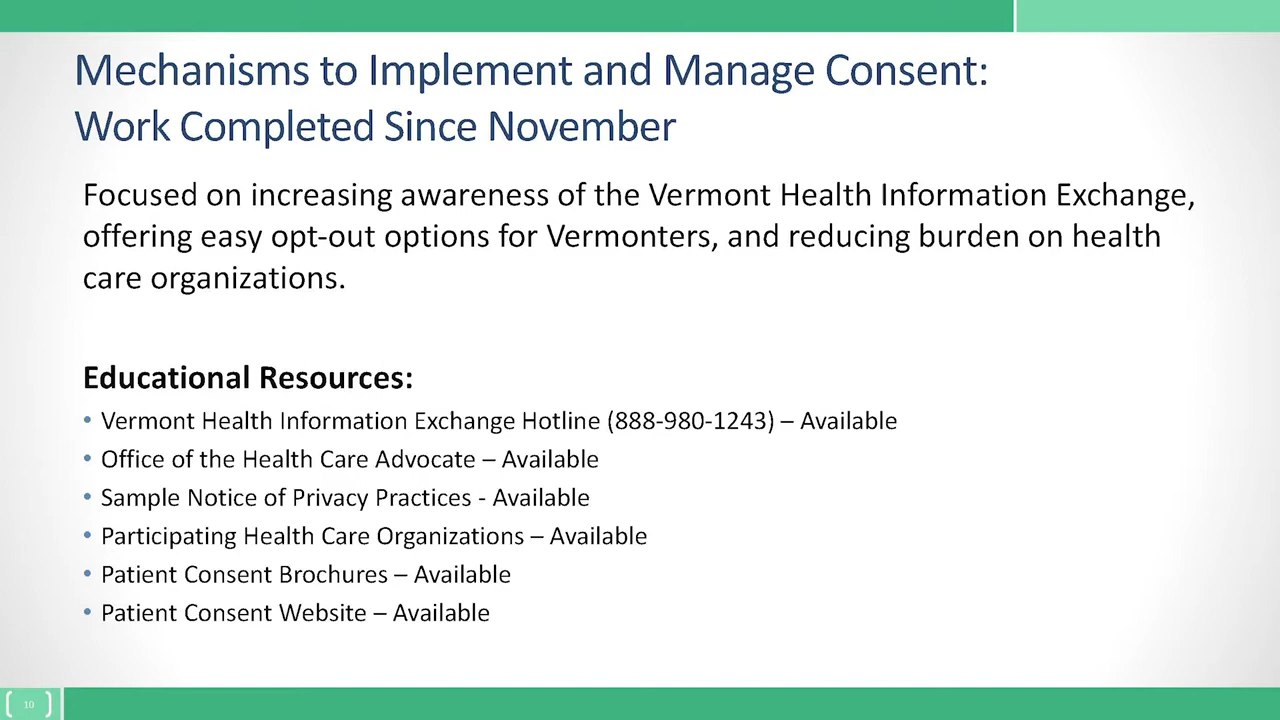 Mechanisms to Implement and Manage Consent:
Work Completed Since November
Focused on increasing awareness of the Vermont Health Information Exchange,
offering easy opt-out options for Vermonters, and reducing burden on health
care organizations.
Educational Resources:
• Vermont Health Information Exchange Hotline (888-980-1243) – Available
• Office of the Health Care Advocate – Available
• Sample Notice of Privacy Practices - Available
• Participating Health Care Organizations – Available
• Patient Consent Brochures – Available
• Patient Consent Website – Available
10